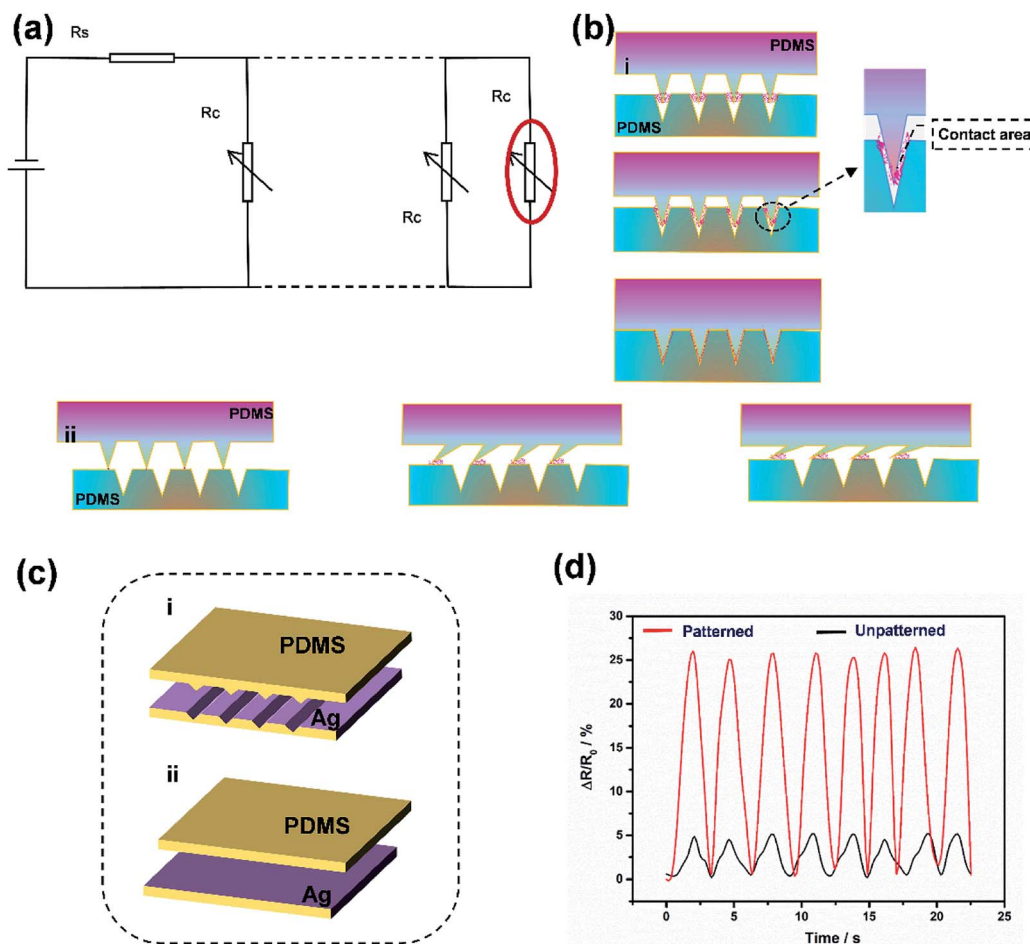 (a)
Rs
Rc
Rc
Rc
(b)
i
PDMS
PDMS
Contact area
ii
PDMS
PDMS
(c)
i
PDMS
Ag
ii
PDMS
Ag
(d)
Patterned
Unpatterned
30
25
20
15
10
5
0
ΔR/R₀ / %
0
5
10
15
20
25
Time / s